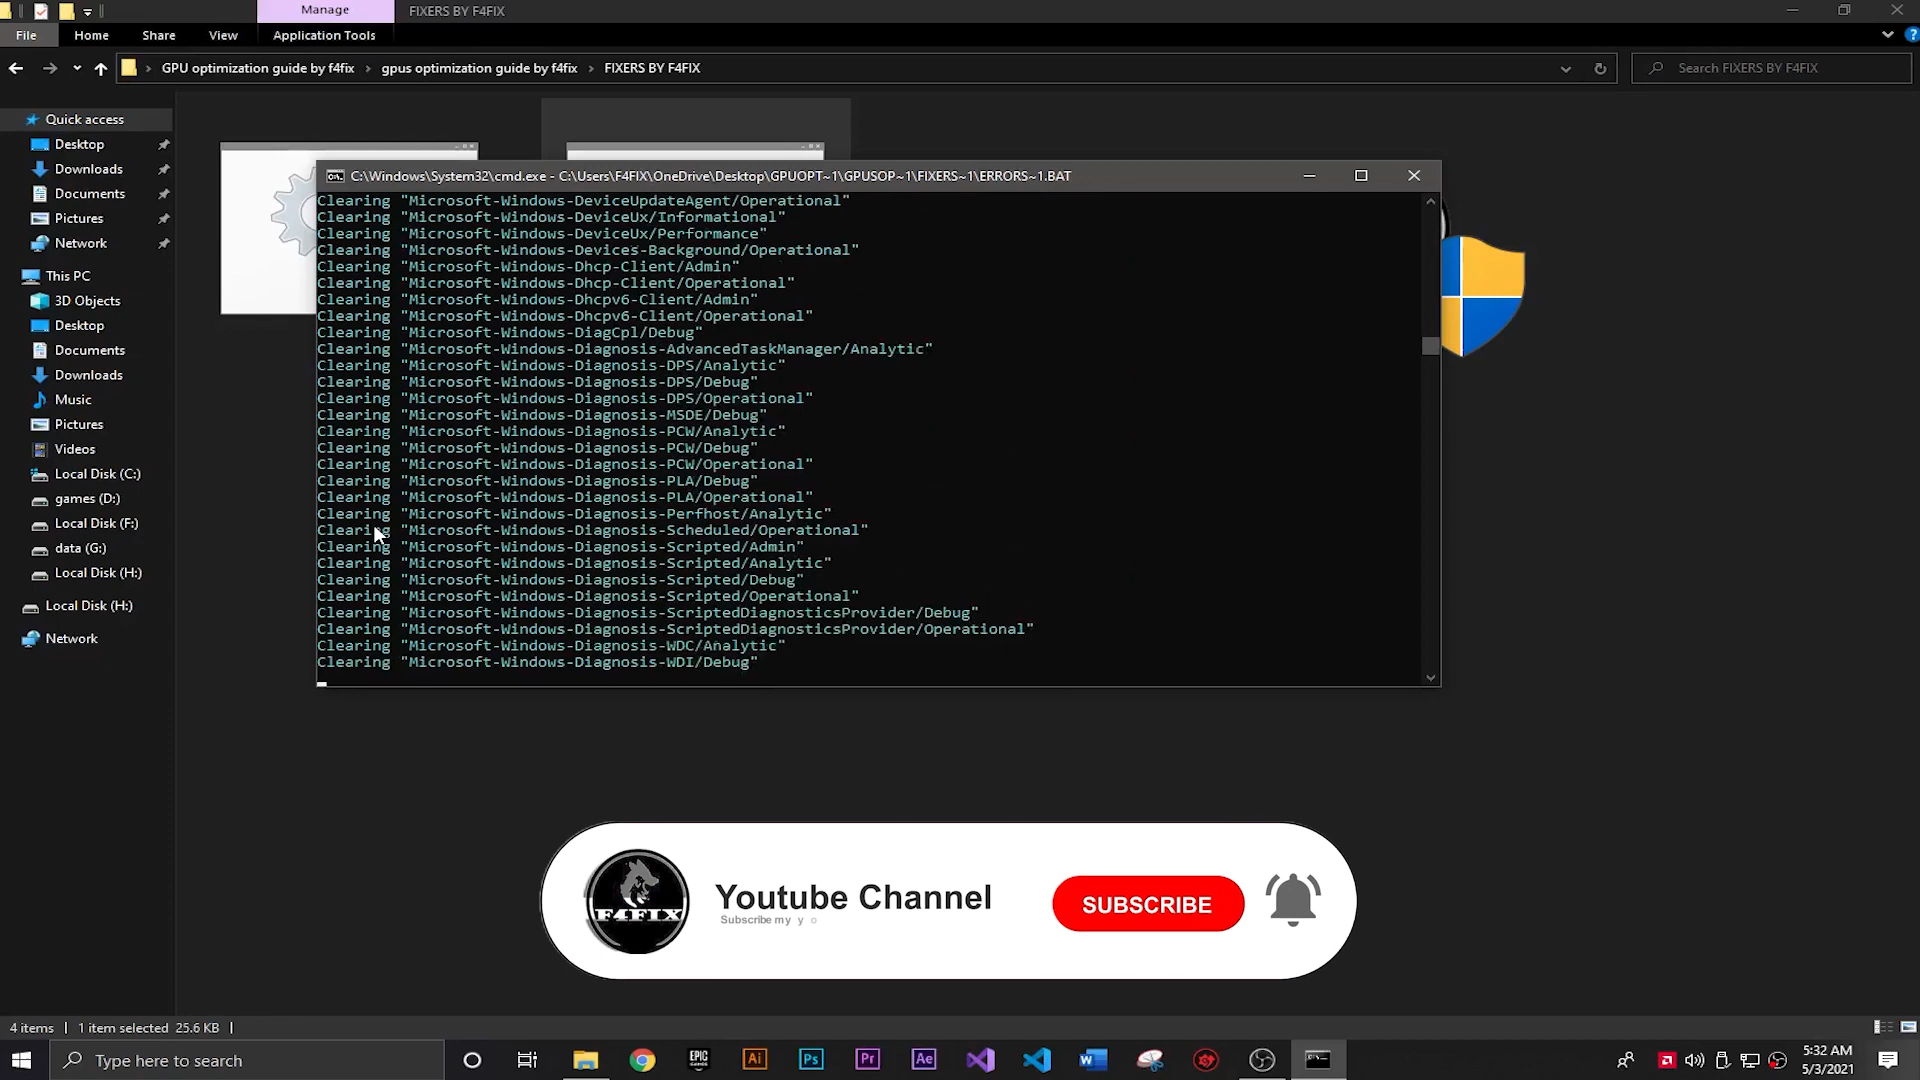 Manage
FIXERS BY F4FIX
File
Home
Share
View
Application Tools
GPU optimization guide by f4fix
gpus optimization guide by f4fix
FIXERS BY F4FIX
Search FIXERS BY F4FIX
Quick access
Desktop
Downloads
Documents
Pictures
Network
This PC
3D Objects
Desktop
Documents
Downloads
Music
Pictures
Videos
Local Disk (C:)
games (D:)
Local Disk (F:)
data (G:)
Local Disk (H:)
Local Disk (H:)
Network
C:\Windows\System32\cmd.exe - C:\Users\F4FIX\OneDrive\Desktop\GPUOPT~1\GPUSOP~1\FIXERS~1\ERRORS~1.BAT
Clearing "Microsoft-Windows-DeviceUpdateAgent/Operational"
Clearing "Microsoft-Windows-DeviceUx/Informational"
Clearing "Microsoft-Windows-DeviceUx/Performance"
Clearing "Microsoft-Windows-Devices-Background/Operational"
Clearing "Microsoft-Windows-Dhcp-Client/Admin"
Clearing "Microsoft-Windows-Dhcp-Client/Operational"
Clearing "Microsoft-Windows-Dhcpv6-Client/Admin"
Clearing "Microsoft-Windows-Dhcpv6-Client/Operational"
Clearing "Microsoft-Windows-DiagCpl/Debug"
Clearing "Microsoft-Windows-Diagnosis-AdvancedTaskManager/Analytic"
Clearing "Microsoft-Windows-Diagnosis-DPS/Analytic"
Clearing "Microsoft-Windows-Diagnosis-DPS/Debug"
Clearing "Microsoft-Windows-Diagnosis-DPS/Operational"
Clearing "Microsoft-Windows-Diagnosis-MSDE/Debug"
Clearing "Microsoft-Windows-Diagnosis-PCW/Analytic"
Clearing "Microsoft-Windows-Diagnosis-PCW/Debug"
Clearing "Microsoft-Windows-Diagnosis-PCW/Operational"
Clearing "Microsoft-Windows-Diagnosis-PLA/Debug"
Clearing "Microsoft-Windows-Diagnosis-PLA/Operational"
Clearing "Microsoft-Windows-Diagnosis-Perfhost/Analytic"
Clearing "Microsoft-Windows-Diagnosis-Scheduled/Operational"
Clearing "Microsoft-Windows-Diagnosis-Scripted/Admin"
Clearing "Microsoft-Windows-Diagnosis-Scripted/Analytic"
Clearing "Microsoft-Windows-Diagnosis-Scripted/Debug"
Clearing "Microsoft-Windows-Diagnosis-Scripted/Operational"
Clearing "Microsoft-Windows-Diagnosis-ScriptedDiagnosticsProvider/Debug"
Clearing "Microsoft-Windows-Diagnosis-ScriptedDiagnosticsProvider/Operational"
Clearing "Microsoft-Windows-Diagnosis-WDC/Analytic"
Clearing "Microsoft-Windows-Diagnosis-WDI/Debug"
F4FIX
Youtube Channel
Subscribe my y o
SUBSCRIBE
4 items
1 item selected 25.6 KB
Type here to search
EPIC GAMES
Ai
Ps
Pr
Ae
5:32 AM
5/3/2021